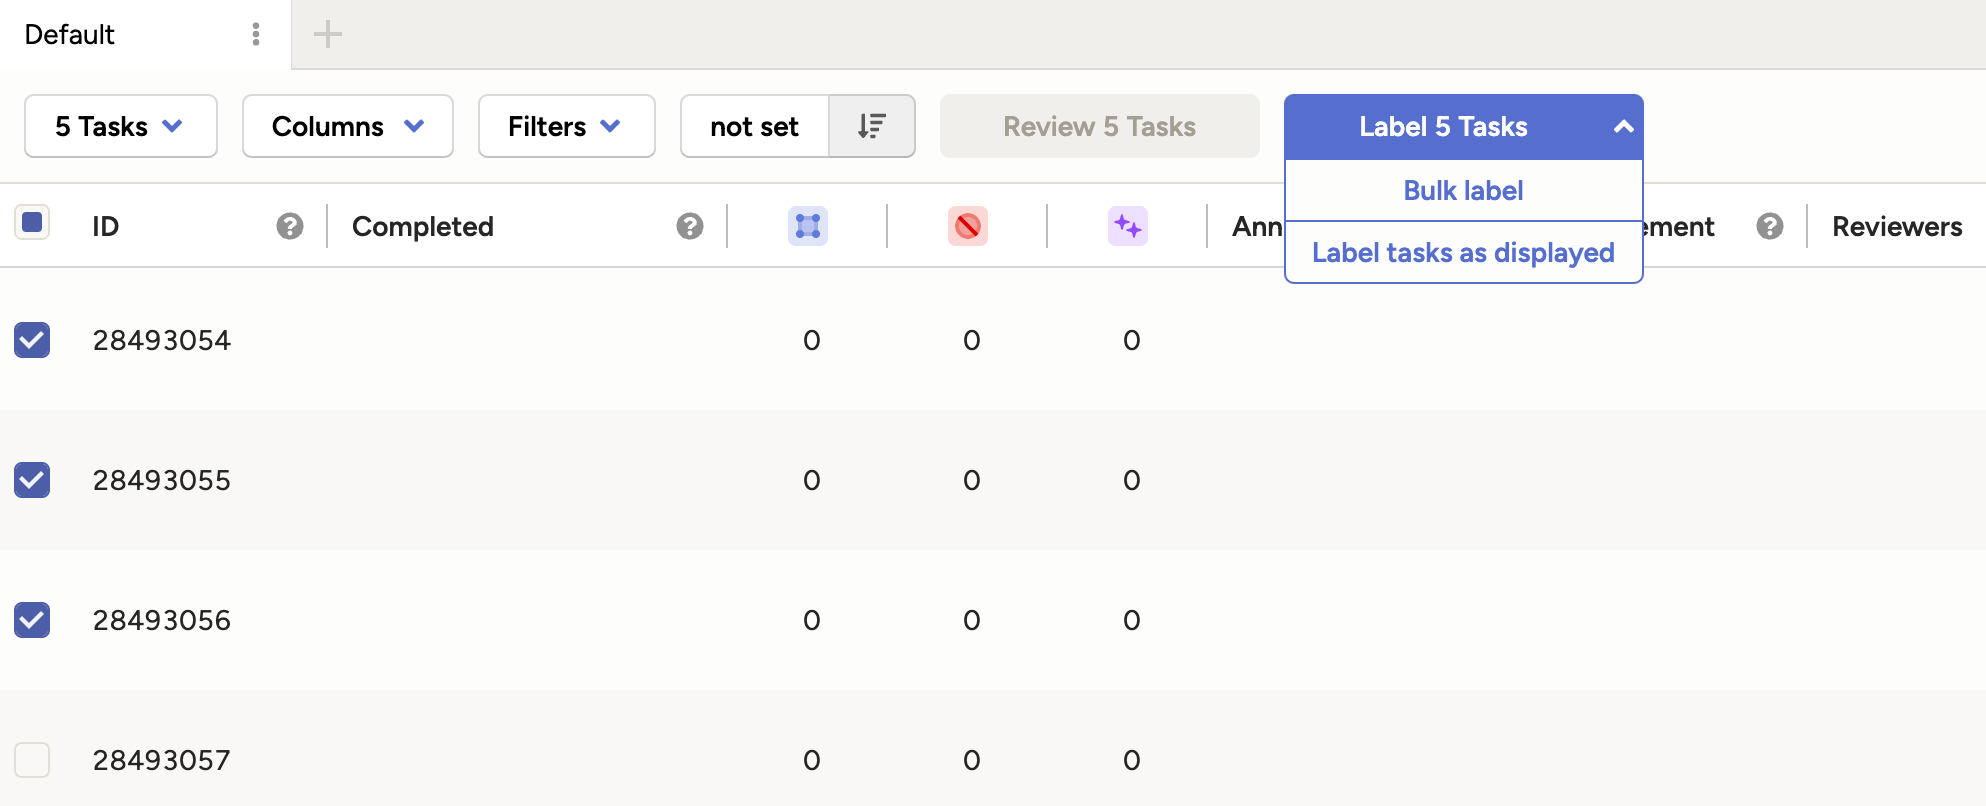 Default
5 Tasks Columns Filters not set Review 5 Tasks Label 5 Tasks
Bulk label
Label tasks as displayed
ID ? Completed ? Ann ement ? Reviewers
28493054 0 0 0
28493055 0 0 0
28493056 0 0 0
28493057 0 0 0